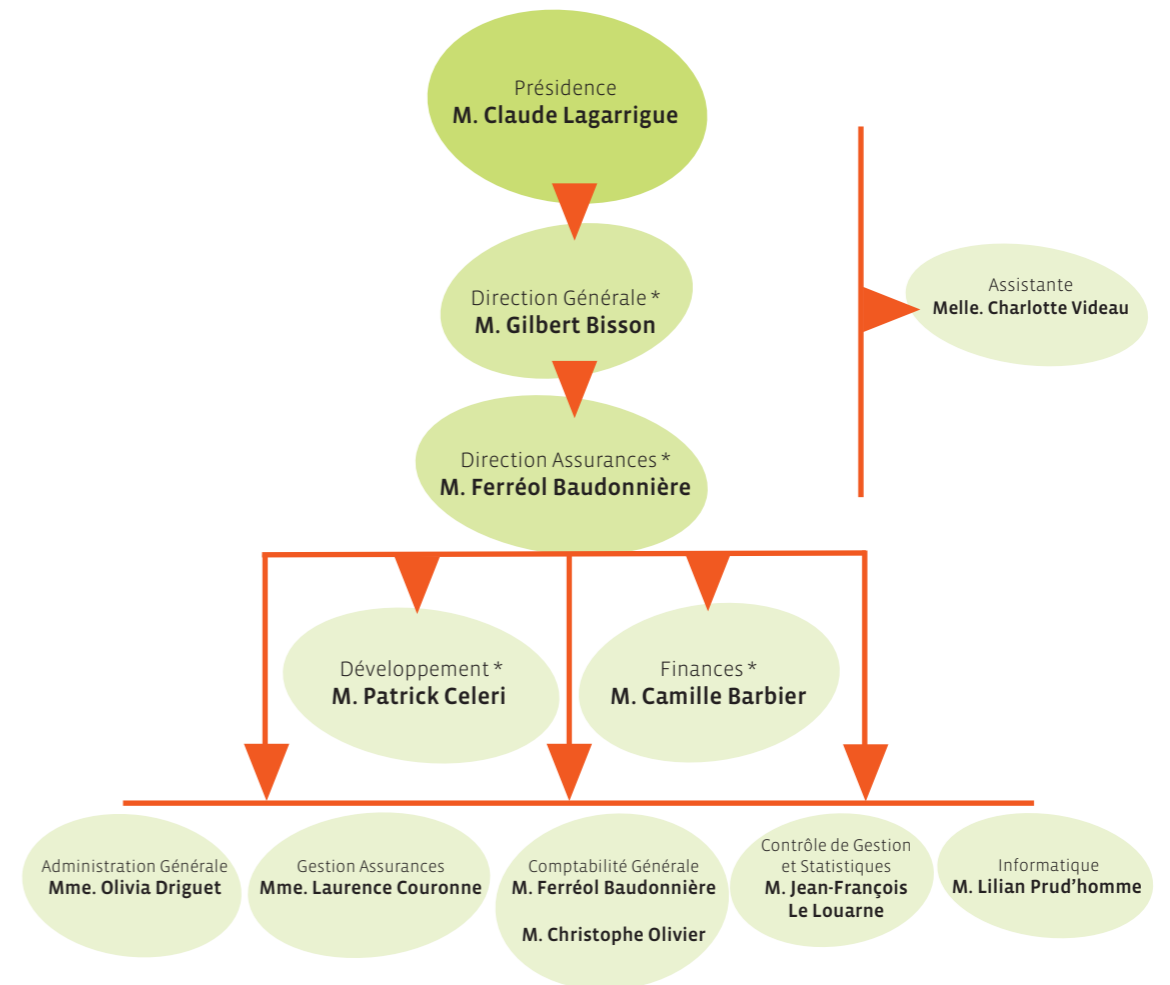 Présidence
M. Claude Lagarrigue
Direction Générale *
M. Gilbert Bisson
Assistante
Melle. Charlotte Videau
Direction Assurances *
M. Ferréol Baudonnière
Développement *
M. Patrick Celeri
Finances *
M. Camille Barbier
Administration Générale
Mme. Olivia Driguet
Gestion Assurances
Mme. Laurence Couronne
Comptabilité Générale
M. Ferréol Baudonnière
M. Christophe Olivier
Contrôle de Gestion
et Statistiques
M. Jean-François
Le Louarne
Informatique
M. Lilian Prud’homme